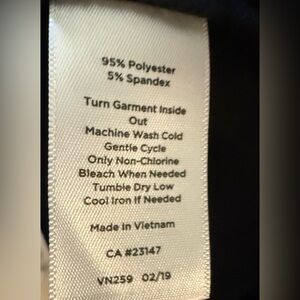 95% Polyester
5% Spandex
Turn Garment Inside
Out
Machine Wash Cold
Gentle Cycle
Only Non-Chlorine
Bleach When Needed
Tumble Dry Low
Cool Iron If Needed
Made In Vietnam
CA #23147
VN259 02/19